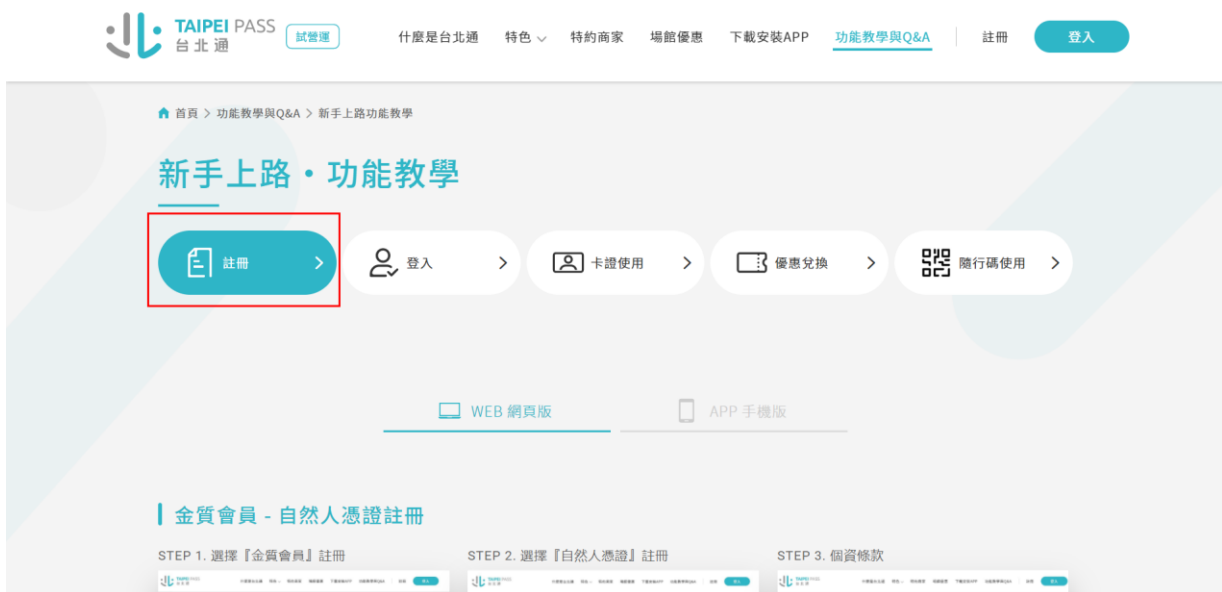 TAIPEI PASS
台北通
試營運
什麼是台北通 特色 特約商家 場館優惠 下載安裝APP 功能教學與Q&A 註冊 登入
首頁 > 功能教學與Q&A > 新手上路功能教學
新手上路・功能教學
註冊 登入 卡證使用 優惠兌換 隨行碼使用
WEB 網頁版 APP 手機版
金質會員 - 自然人憑證註冊
STEP 1. 選擇『金質會員』註冊 STEP 2. 選擇『自然人憑證』註冊 STEP 3. 個資條款